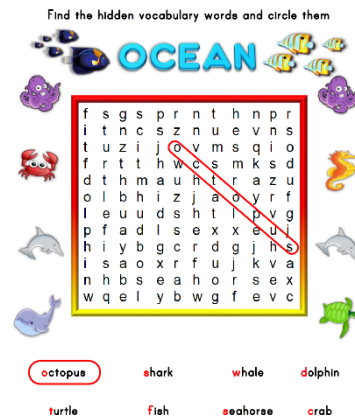 Find the hidden vocabulary words and circle them
OCEAN
f s g s p r n t h n p r
i t n c s z n u e v n s
t u z i j o v m s q i o
f r t t h w c s m k s d
d t h m a u h t r a z u
o l b h i z j a o y r f
l e u u d s h t l p v g
p f a d l s e x x e u j
h i y b g c r d g j h s
i s a o x r f u j k v a
n h b s e a h o r s e x
w q e l y b w g f e v c
octopus shark whale dolphin
turtle fish seahorse crab